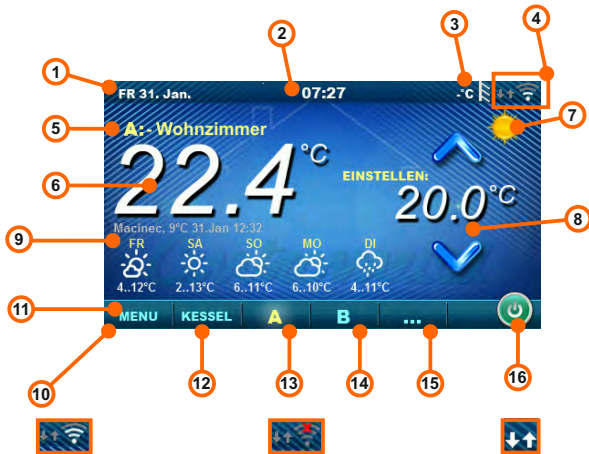 1 2 3 4
FR 31. Jan. 07:27 -°C
5 A:- Wohnzimmer 7
6 22.4°C EINSTELLEN: 20.0°C 8
Macinec, 9°C 31.Jan 12:32
9 FR SA SO MO DI
4..12°C 2..13°C 6..11°C 6..10°C 4..11°C
11 MENU KESSEL A B ...
10 12 13 14 15 16